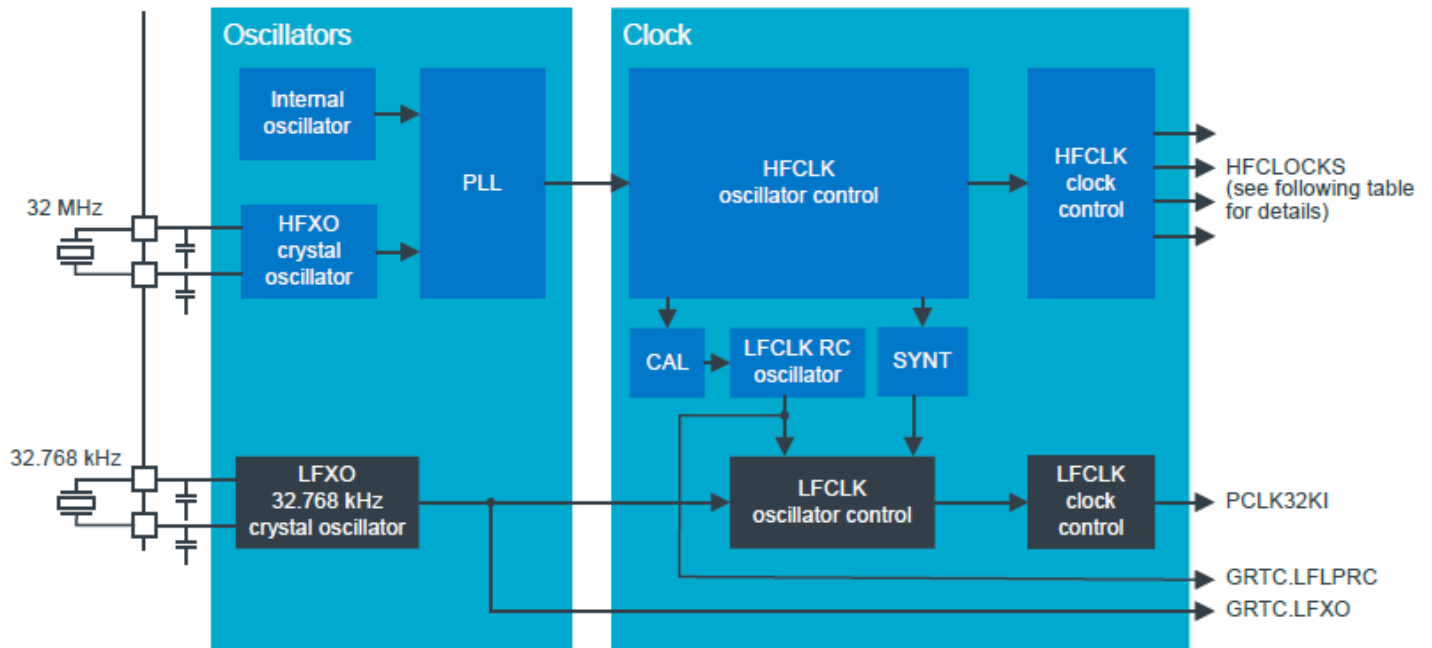 Oscillators
Clock
Internal
oscillator
PLL
HFCLK
oscillator control
HFCLK
clock
control
HFCLOCKS
(see following table
for details)
32 MHz
HFXO
crystal
oscillator
CAL
LFCLK RC
oscillator
SYNT
32.768 kHz
LFXO
32.768 kHz
crystal oscillator
LFCLK
oscillator control
LFCLK
clock
control
PCLK32KI
GRTC.LFLPRC
GRTC.LFXO